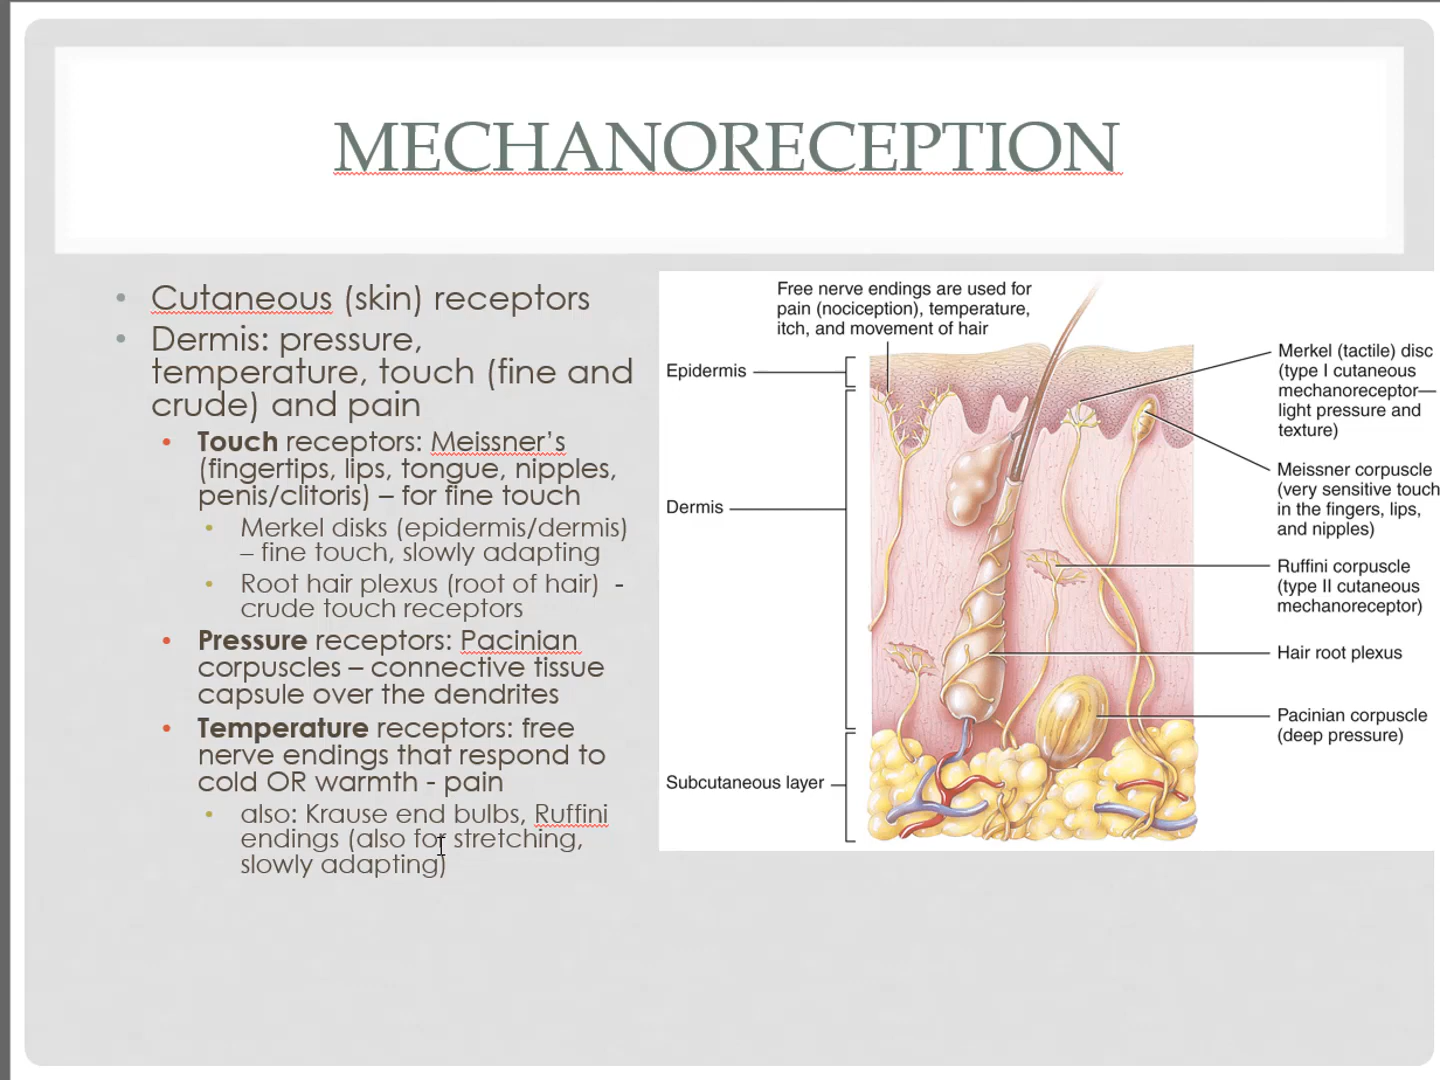 MECHANORECEPTION
Cutaneous (skin) receptors
Dermis: pressure,
temperature, touch (fine and
crude) and pain
Touch receptors: Meissner's
(fingertips, lips, tongue, nipples,
penis/clitoris) – for fine touch
Merkel disks (epidermis/dermis)
– fine touch, slowly adapting
Root hair plexus (root of hair) -
crude touch receptors
Pressure receptors: Pacinian
corpuscles – connective tissue
capsule over the dendrites
Temperature receptors: free
nerve endings that respond to
cold OR warmth - pain
also: Krause end bulbs, Ruffini
endings (also for stretching,
slowly adapting)
Free nerve endings are used for
pain (nociception), temperature,
itch, and movement of hair
Epidermis
Dermis
Subcutaneous layer
Merkel (tactile) disc
(type I cutaneous
mechanoreceptor—
light pressure and
texture)
Meissner corpuscle
(very sensitive touch
in the fingers, lips,
and nipples)
Ruffini corpuscle
(type II cutaneous
mechanoreceptor)
Hair root plexus
Pacinian corpuscle
(deep pressure)